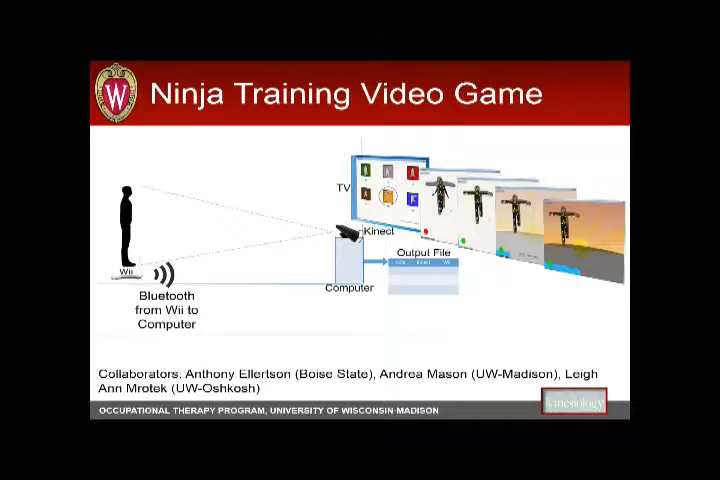 W
Ninja Training Video Game
TV
Kinect
Output File
Wii
Computer
Bluetooth
from Wii to
Computer
Collaborators: Anthony Ellertson (Boise State), Andrea Mason (UW-Madison), Leigh
Ann Mrotek (UW-Oshkosh)
OCCUPATIONAL THERAPY PROGRAM, UNIVERSITY OF WISCONSIN-MADISON
kinesiology